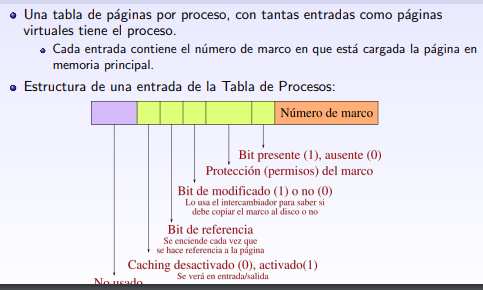 Una tabla de páginas por proceso, con tantas entradas como páginas
virtuales tiene el proceso.
Cada entrada contiene el número de marco en que está cargada la página en
memoria principal.
Estructura de una entrada de la Tabla de Procesos:
Número de marco
Bit presente (1), ausente (0)
Protección (permisos) del marco
Bit de modificado (1) o no (0)
Lo usa el intercambiador para saber si
debe copiar el marco al disco o no
Bit de referencia
Se enciende cada vez que
se hace referencia a la página
Caching desactivado (0), activado(1)
Se verá en entrada/salida
No usado